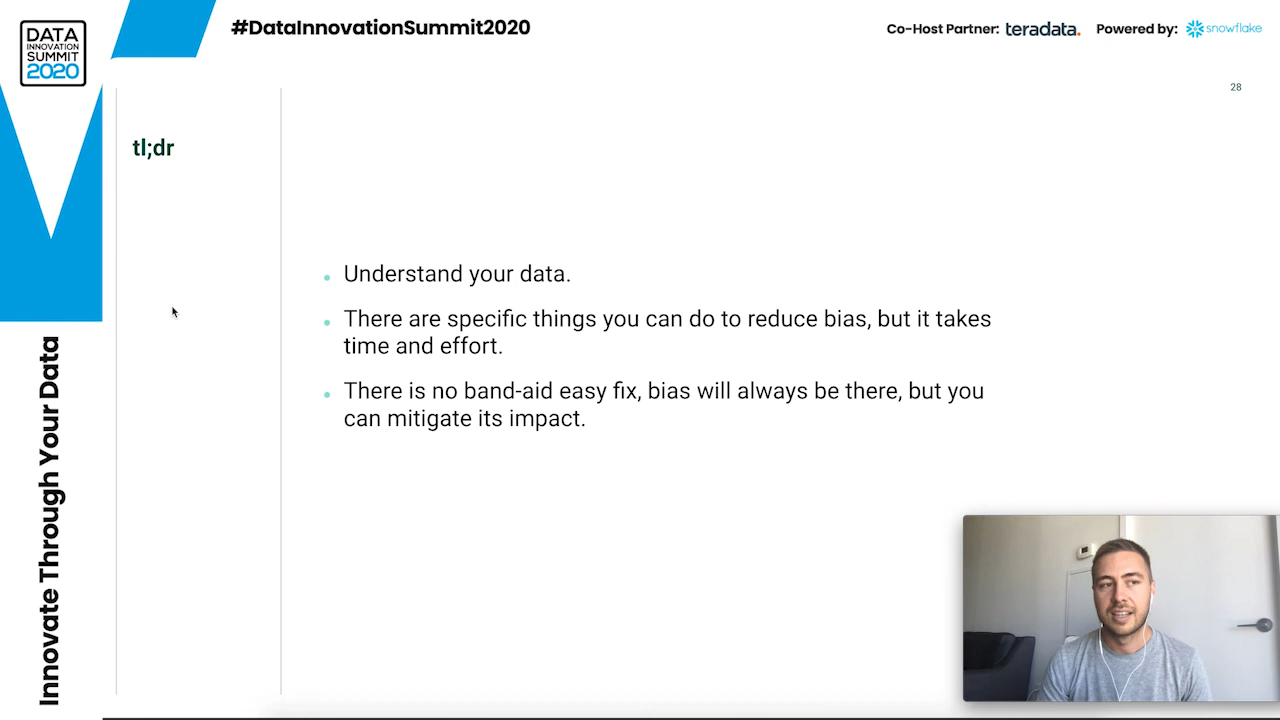 DATA
INNOVATION
SUMMIT
2020
#DataInnovationSummit2020
Co-Host Partner: teradata. Powered by: snowflake
28
tl;dr
Understand your data.
There are specific things you can do to reduce bias, but it takes
time and effort.
There is no band-aid easy fix, bias will always be there, but you
can mitigate its impact.
Innovate Through Your Data